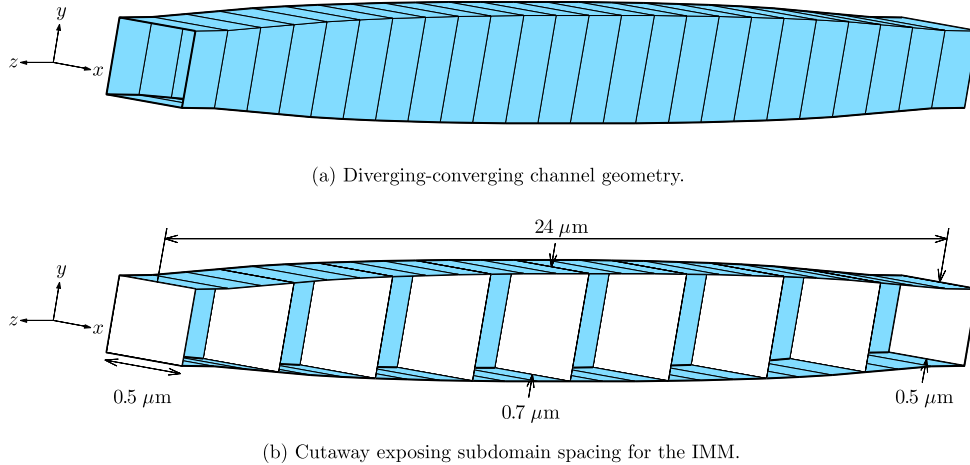 y
z
x
(a) Diverging-converging channel geometry.
24 μm
y
z
x
0.5 μm
0.7 μm
0.5 μm
(b) Cutaway exposing subdomain spacing for the IMM.